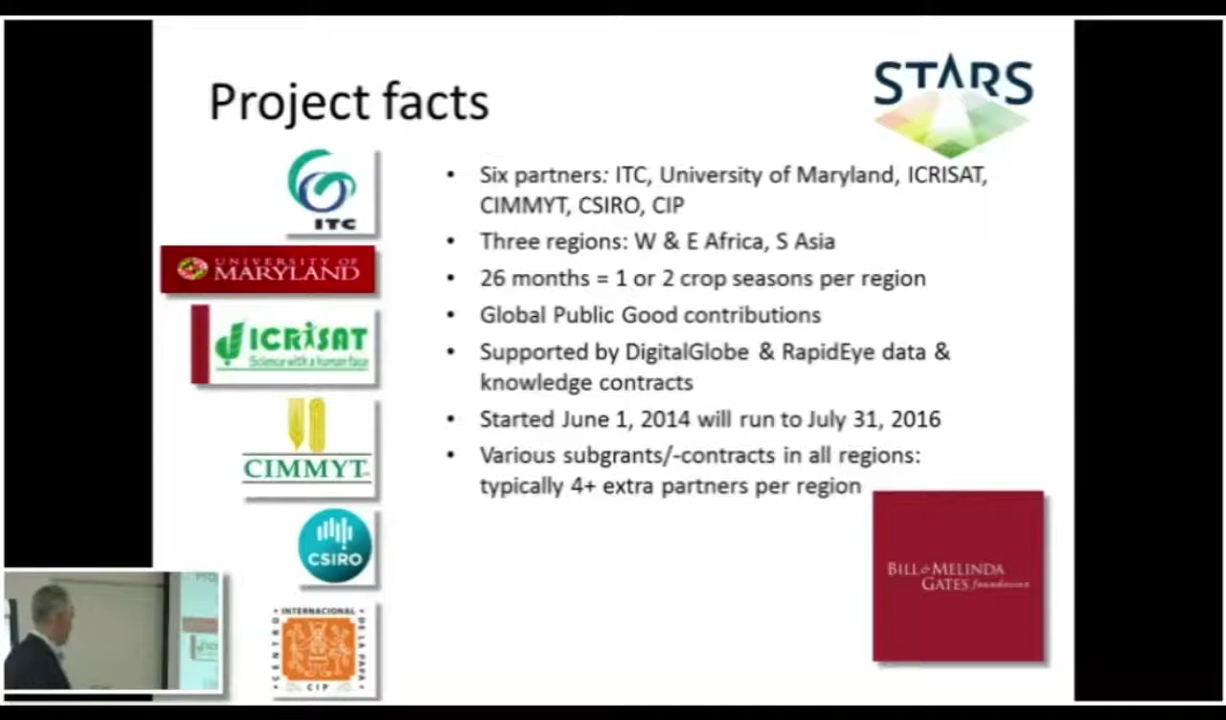 Project facts
STARS
ITC
UNIVERSITY OF
MARYLAND
ICRISAT
Science with a human face
CIMMYT
CSIRO
CENTRO INTERNACIONAL DE LA PAPA
CIP
• Six partners: ITC, University of Maryland, ICRISAT,
CIMMYT, CSIRO, CIP
• Three regions: W & E Africa, S Asia
• 26 months = 1 or 2 crop seasons per region
• Global Public Good contributions
• Supported by DigitalGlobe & RapidEye data &
knowledge contracts
• Started June 1, 2014 will run to July 31, 2016
• Various subgrants/-contracts in all regions:
typically 4+ extra partners per region
BILL & MELINDA
GATES foundation